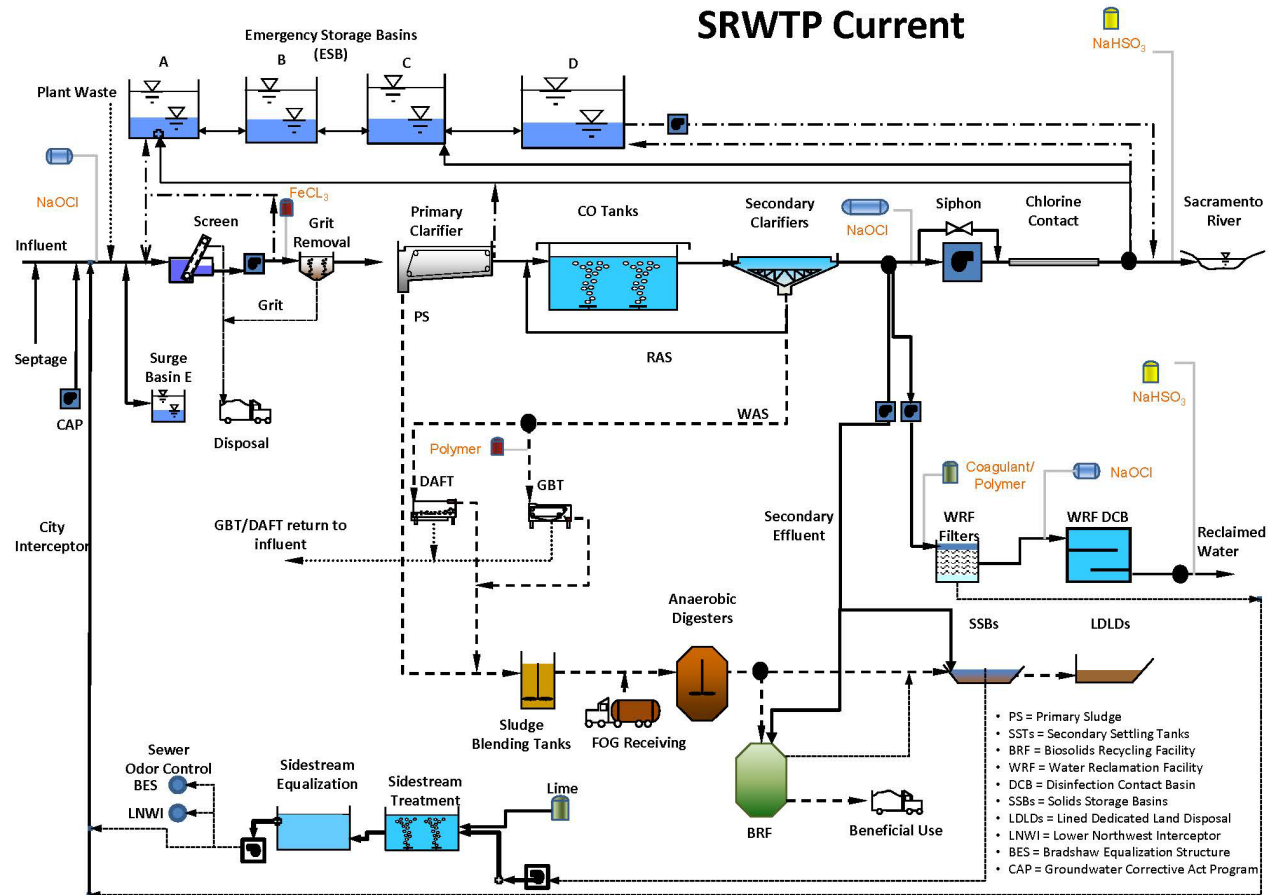 SRWTP Current
NaHSO3
Emergency Storage Basins
(ESB)
A
B
C
D
Plant Waste
NaOCl
FeCL3
Screen
Grit
Removal
Primary
Clarifier
CO Tanks
Secondary
Clarifiers
NaOCl
Siphon
Chlorine
Contact
Sacramento
River
Influent
Grit
PS
Septage
Surge
Basin E
RAS
CAP
Disposal
WAS
NaHSO3
Polymer
DAFT
GBT
Coagulant/
Polymer
NaOCl
City
Interceptor
GBT/DAFT return to
influent
Secondary
Effluent
WRF
Filters
WRF DCB
Reclaimed
Water
Anaerobic
Digesters
SSBs
LDLDs
Sludge
Blending Tanks
FOG Receiving
• PS = Primary Sludge
• SSTs = Secondary Settling Tanks
• BRF = Biosolids Recycling Facility
• WRF = Water Reclamation Facility
• DCB = Disinfection Contact Basin
• SSBs = Solids Storage Basins
• LDLDs = Lined Dedicated Land Disposal
• LNWI = Lower Northwest Interceptor
• BES = Bradshaw Equalization Structure
• CAP = Groundwater Corrective Act Program
Sewer
Odor Control
BES
LNWI
Sidestream
Equalization
Sidestream
Treatment
Lime
BRF
Beneficial Use